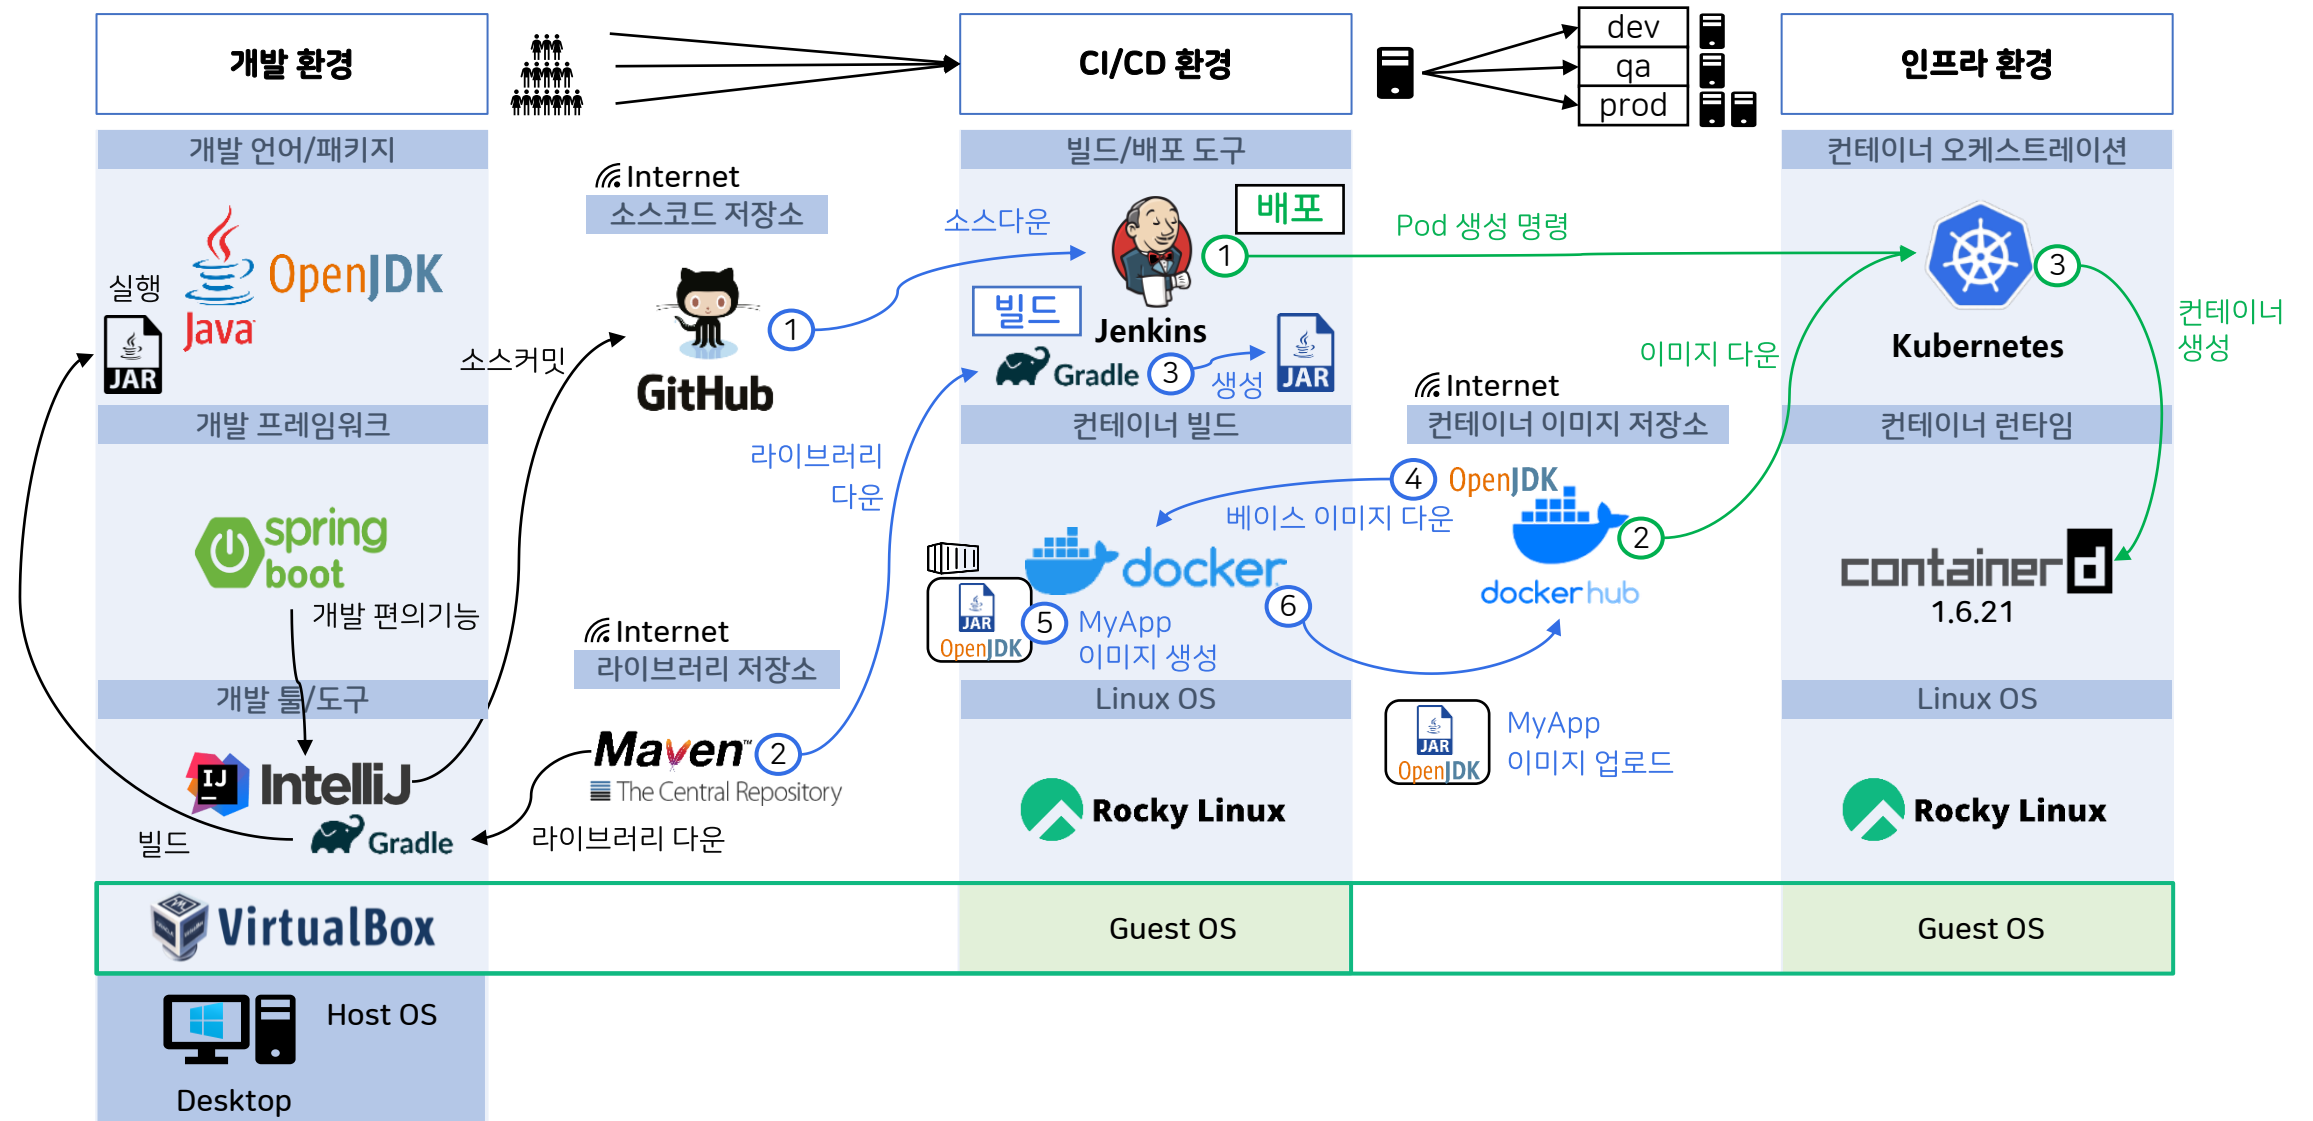 개발 환경
CI/CD 환경
dev
qa
prod
인프라 환경
개발 언어/패키지
실행
JAR
Java
OpenJDK
개발 프레임워크
spring
boot
개발 편의기능
개발 툴/도구
IJ
IntelliJ
Gradle
빌드
소스커밋
Internet
소스코드 저장소
GitHub
1
소스다운
Internet
라이브러리 저장소
Maven™
The Central Repository
2
라이브러리 다운
라이브러리
다운
빌드/배포 도구
배포
Jenkins
1
빌드
Gradle
3
생성
JAR
컨테이너 빌드
docker
JAR
OpenJDK
5
MyApp
이미지 생성
6
Linux OS
Rocky Linux
Pod 생성 명령
이미지 다운
Internet
컨테이너 이미지 저장소
4
OpenJDK
베이스 이미지 다운
dockerhub
2
JAR
OpenJDK
MyApp
이미지 업로드
컨테이너 오케스트레이션
Kubernetes
3
컨테이너
생성
컨테이너 런타임
containerd
1.6.21
Linux OS
Rocky Linux
VirtualBox
Guest OS
Guest OS
Host OS
Desktop